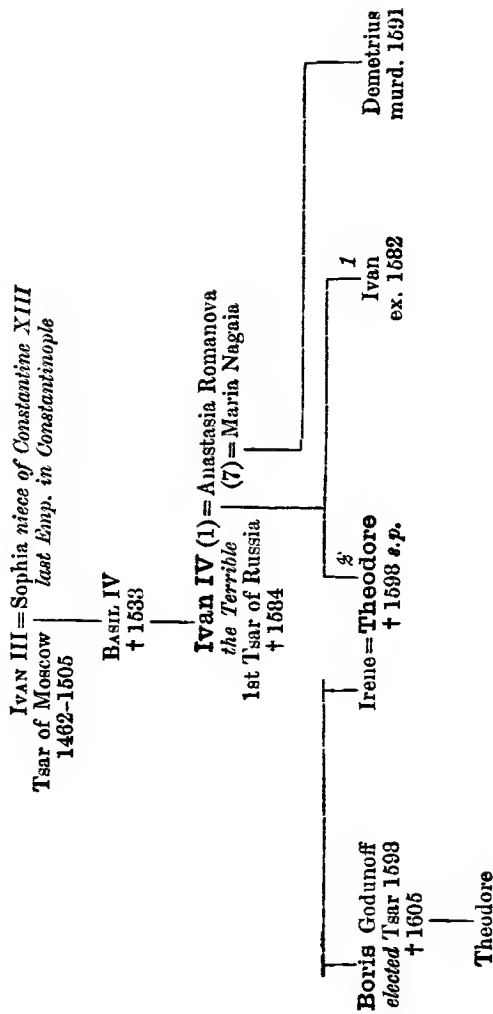 IVAN III = Sophia niece of Constantine XIII
Tsar of Moscow last Emp. in Constantinople
1462–1505
BASIL IV
† 1533
Ivan IV (1) = Anastasia Romanova
the Terrible (7) = Maria Nagaia
1st Tsar of Russia
† 1584
Boris Godunoff
elected Tsar 1598
† 1605
Irene = Theodore 2
† 1598 s.p.
Ivan 1
ex. 1582
Demetrius
murd. 1591
Theodore